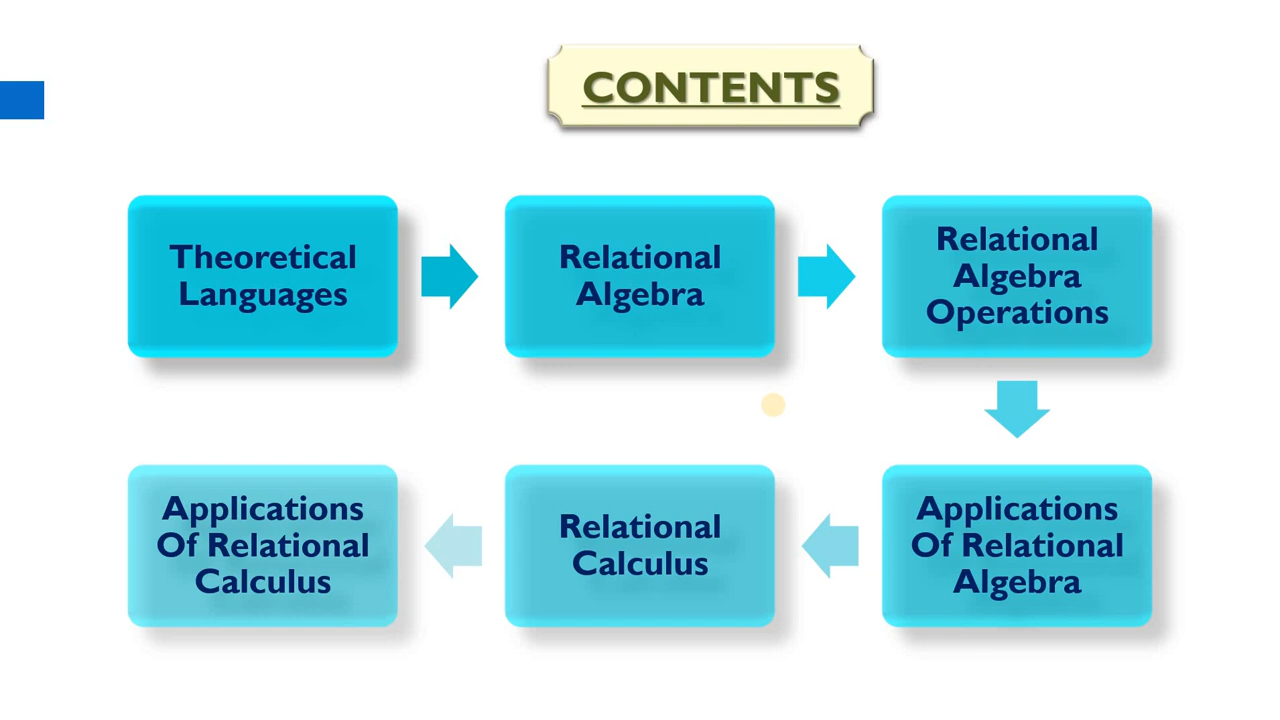 CONTENTS
Theoretical
Languages
Relational
Algebra
Relational
Algebra
Operations
Applications
Of Relational
Algebra
Relational
Calculus
Applications
Of Relational
Calculus